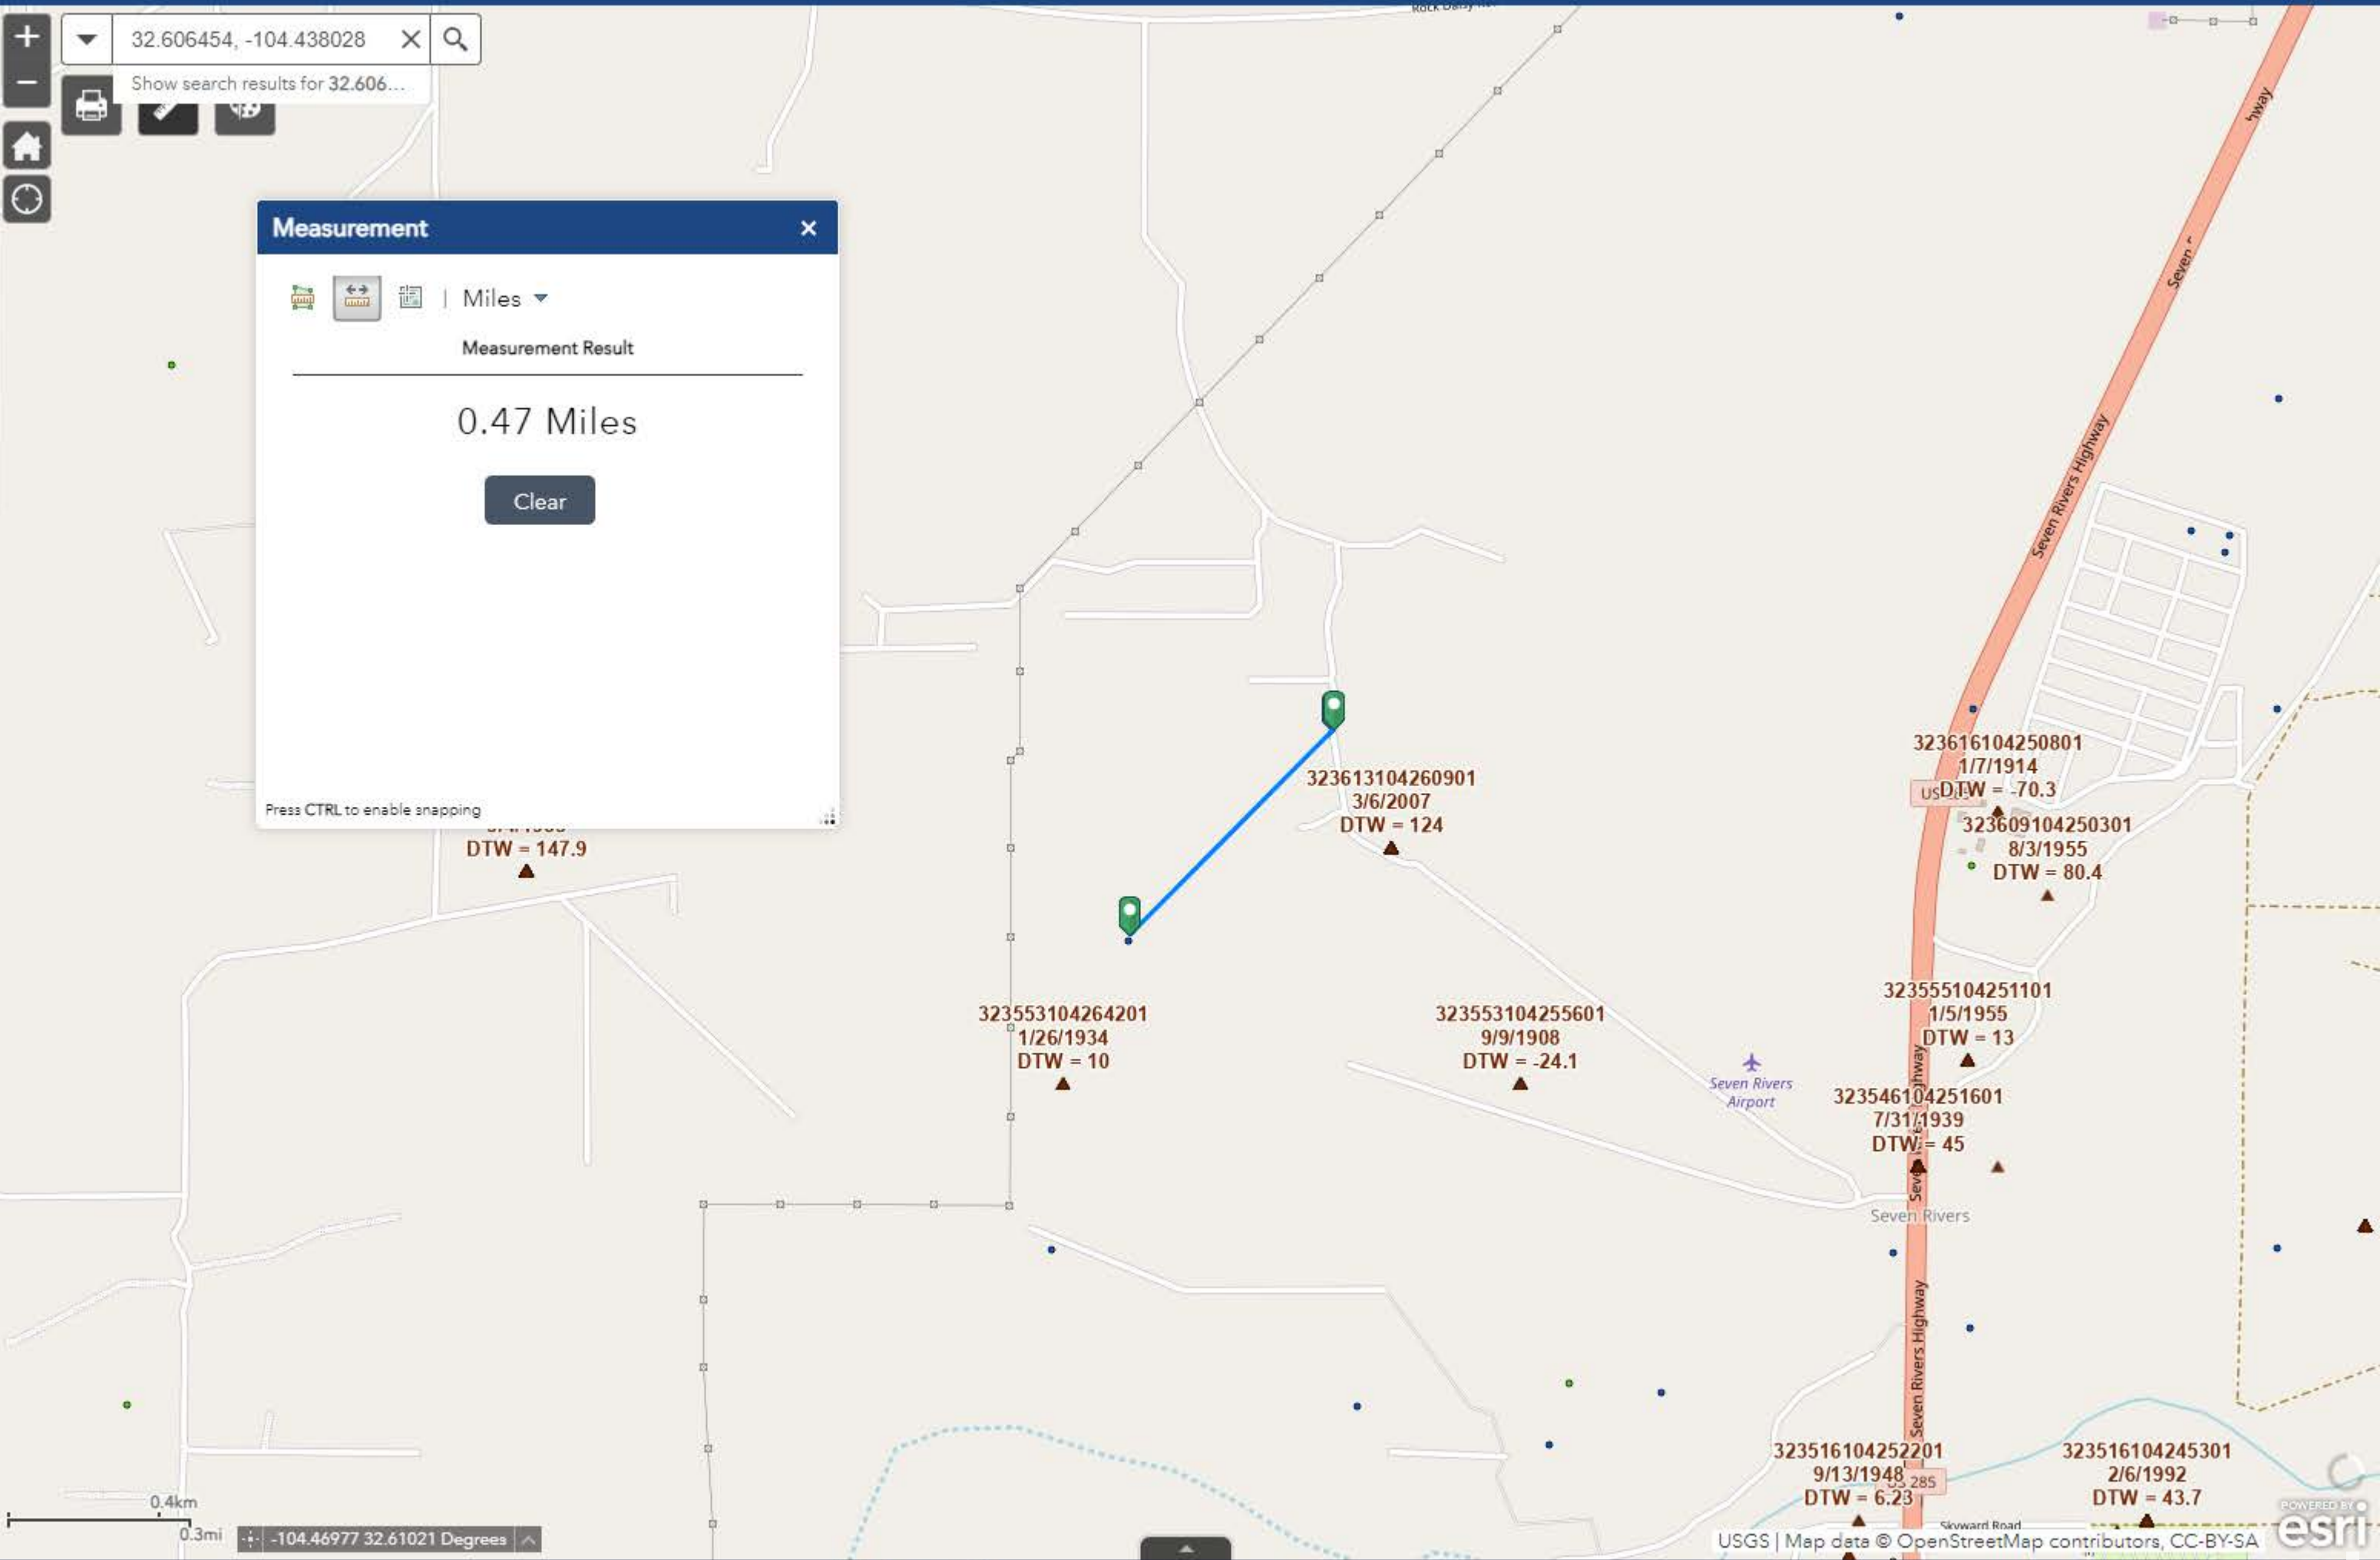 32.606454, -104.438028
Show search results for 32.606...
Measurement
Miles
Measurement Result
0.47 Miles
Clear
Press CTRL to enable snapping
DTW = 147.9
Seven Rivers Highway
323613104260901
3/6/2007
DTW = 124
323616104250801
1/7/1914
DTW = -70.3
323609104250301
8/3/1955
DTW = 80.4
323553104264201
1/26/1934
DTW = 10
323553104255601
9/9/1908
DTW = -24.1
323555104251101
1/5/1955
DTW = 13
Seven Rivers
Airport
323546104251601
7/31/1939
DTW = 45
Seven Rivers
Seven Rivers Highway
323516104252201
9/13/1948
DTW = 6.23
285
323516104245301
2/6/1992
DTW = 43.7
Skyward Road
0.4km
0.3mi
-104.46977 32.61021 Degrees
USGS | Map data © OpenStreetMap contributors, CC-BY-SA
POWERED BY
esri